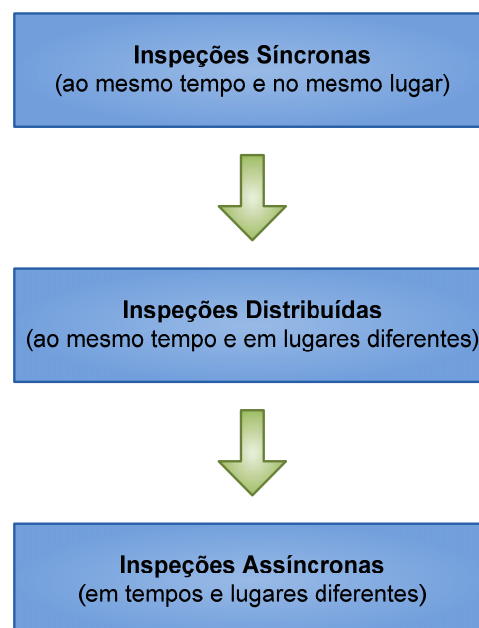 Inspeções Síncronas
(ao mesmo tempo e no mesmo lugar)
Inspeções Distribuídas
(ao mesmo tempo e em lugares diferentes)
Inspeções Assíncronas
(em tempos e lugares diferentes)